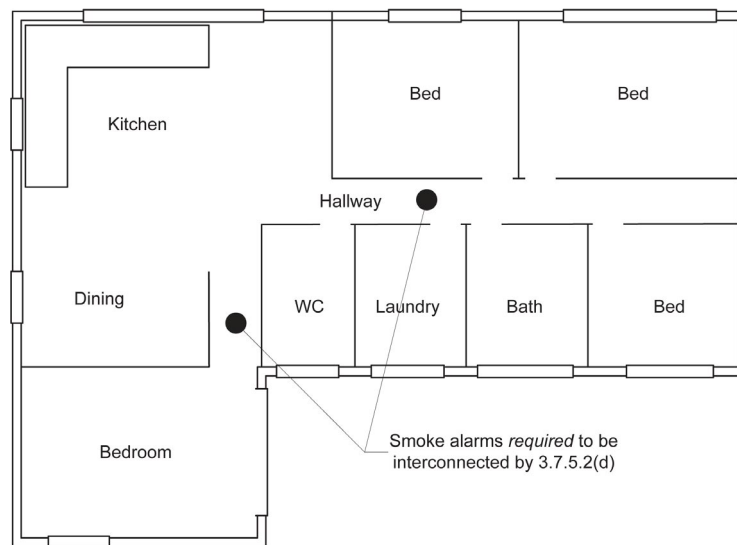 Bed
Bed
Kitchen
Hallway
Dining
WC
Laundry
Bath
Bed
Bedroom
Smoke alarms required to be
interconnected by 3.7.5.2(d)